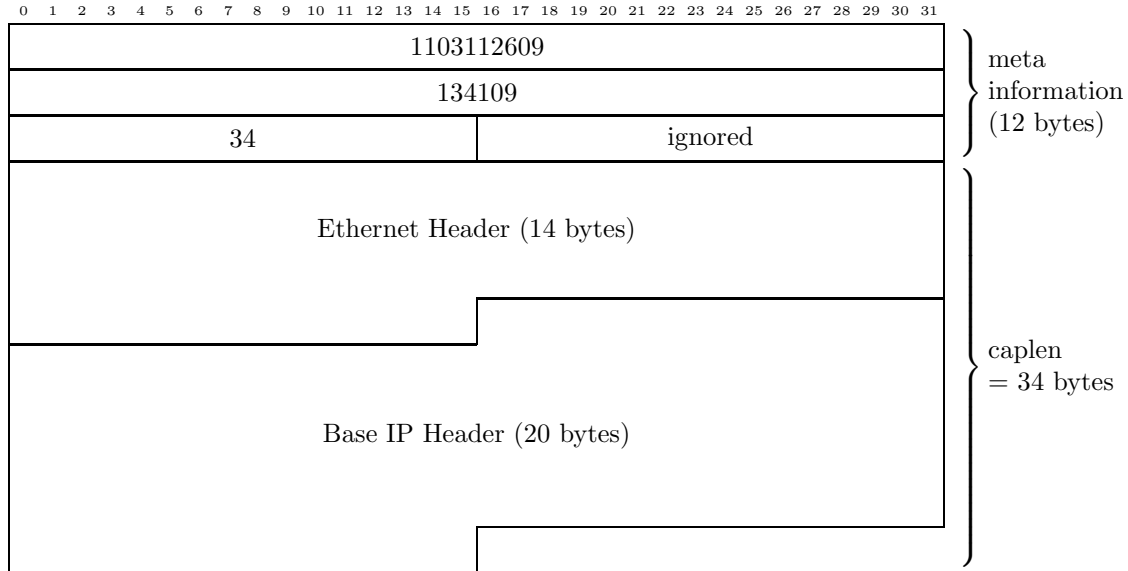 0 1 2 3 4 5 6 7 8 9 10 11 12 13 14 15 16 17 18 19 20 21 22 23 24 25 26 27 28 29 30 31
1103112609
134109
34 ignored
meta
information
(12 bytes)
Ethernet Header (14 bytes)
Base IP Header (20 bytes)
caplen
= 34 bytes